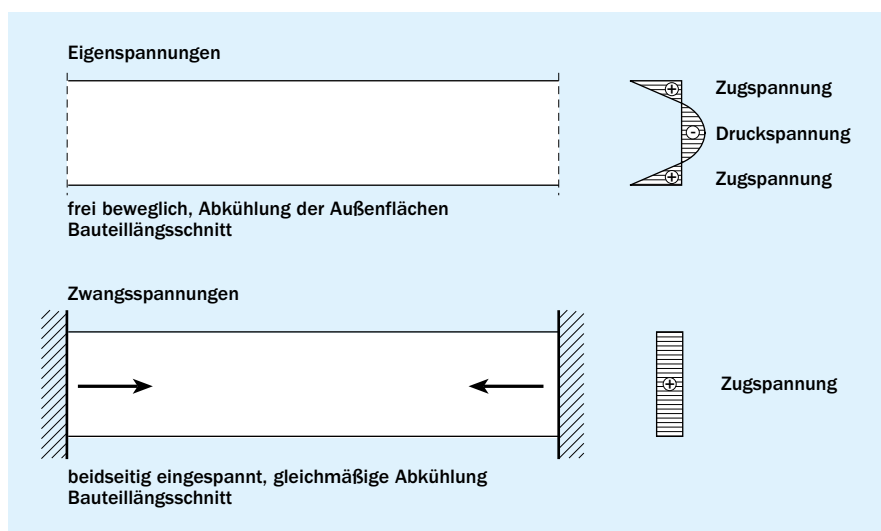 Eigenspannungen
+
Zugspannung
-
Druckspannung
+
Zugspannung
frei beweglich, Abkühlung der Außenflächen
Bauteillängsschnitt
Zwangsspannungen
+
Zugspannung
beidseitig eingespannt, gleichmäßige Abkühlung
Bauteillängsschnitt